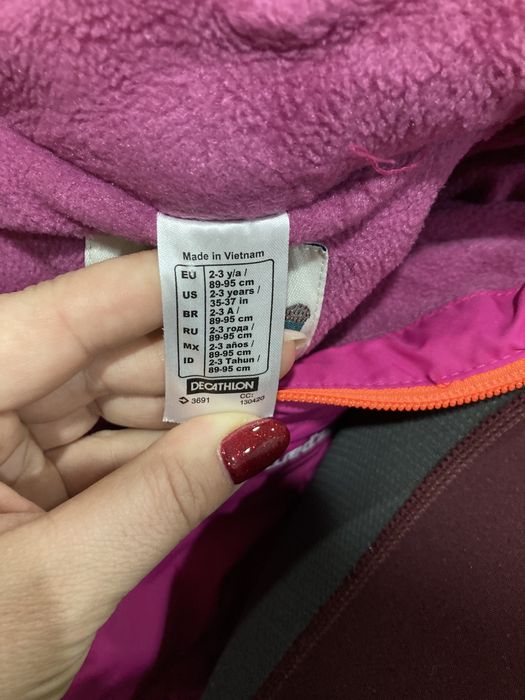 Made in Vietnam
EU 2-3 y/a /
89-95 cm
US 2-3 years /
35-37 in
BR 2-3 A /
89-95 cm
RU 2-3 года /
89-95 cm
MX 2-3 años /
89-95 cm
ID 2-3 Tahun /
89-95 cm
DECATHLON
3691 CC:
130420